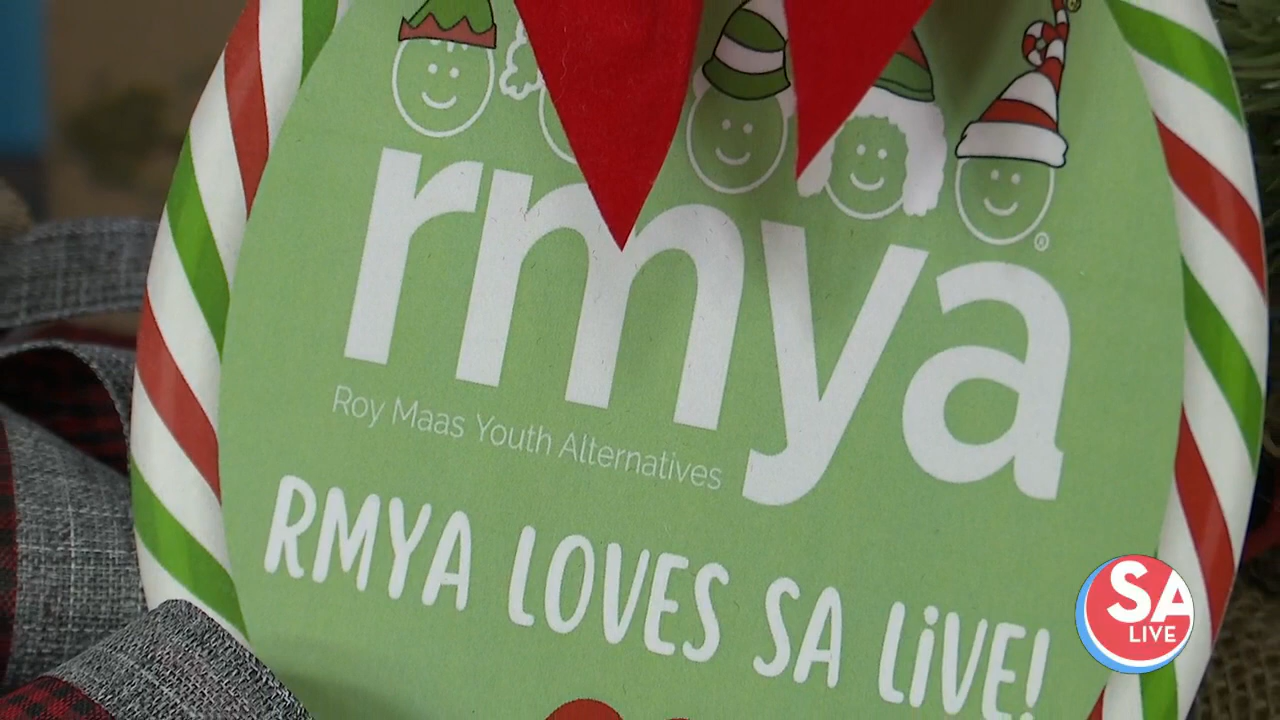 rmya
®
Roy Maas Youth Alternatives
RMYA LOVES SA LiVE!
SA
LIVE